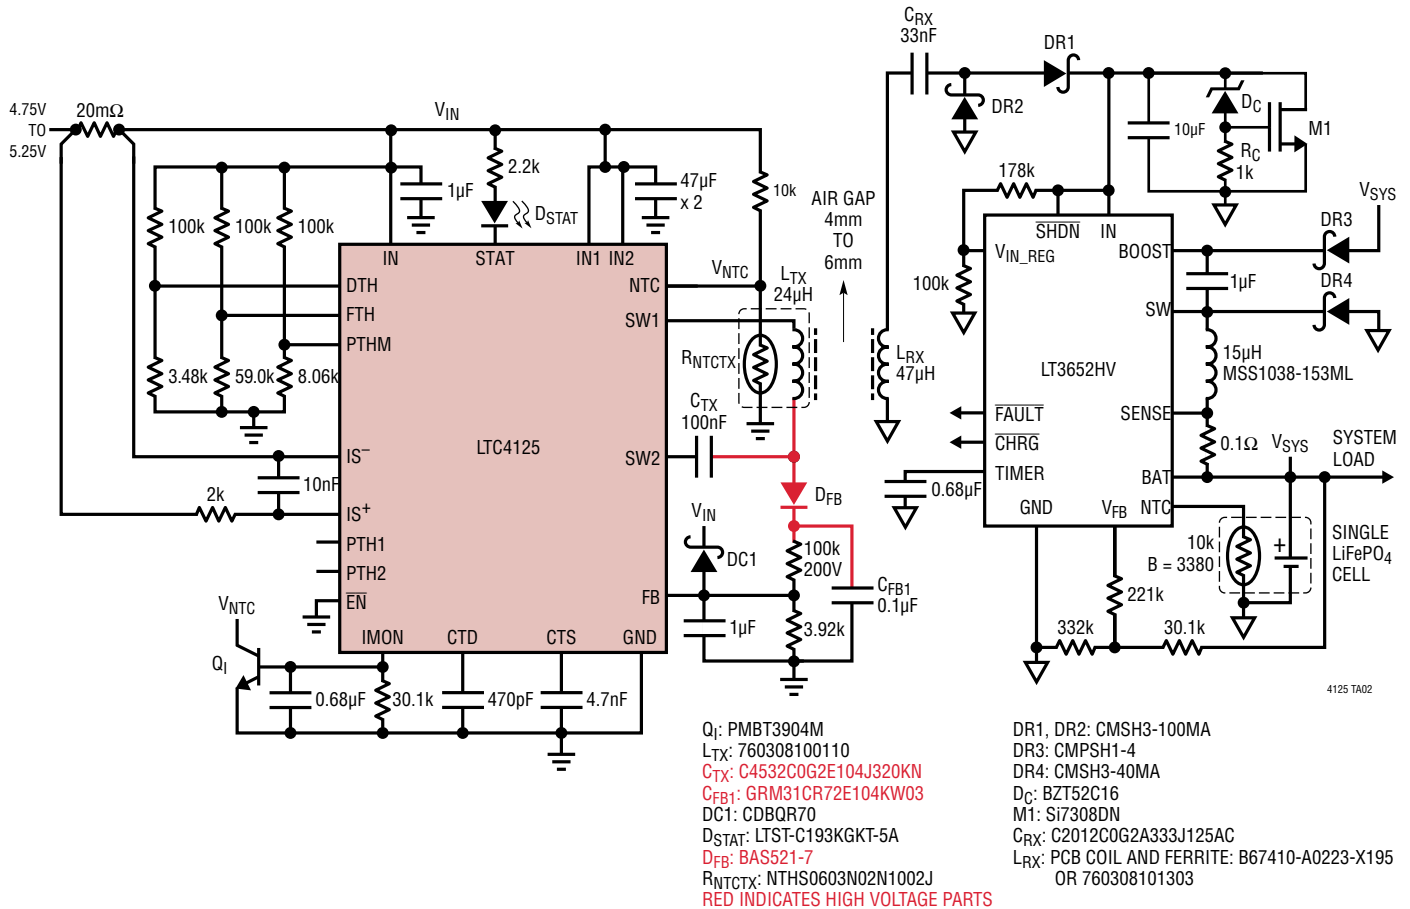 4.75V
TO
5.25V
20mΩ
VIN
2.2k
DSTAT
1µF
47µF
x 2
10k
100k
100k
100k
3.48k
59.0k
8.06k
IN
STAT
IN1 IN2
DTH
FTH
PTHM
NTC
SW1
VNTC
LTX
24µH
RNTCTX
AIR GAP
4mm
TO
6mm
CTX
100nF
LTC4125
IS–
IS+
10nF
2k
PTH1
PTH2
EN
SW2
FB
IMON
CTD
CTS
GND
VNTC
QI
0.68µF
30.1k
470pF
4.7nF
VIN
DC1
1µF
DFB
100k
200V
3.92k
CFB1
0.1µF
CRX
33nF
DR1
DR2
10µF
DC
RC
1k
M1
178k
100k
LRX
47µH
SHDN
IN
VIN_REG
BOOST
SW
LT3652HV
FAULT
CHRG
TIMER
SENSE
BAT
GND
VFB
NTC
0.68µF
VSYS
DR3
DR4
1µF
15µH
MSS1038-153ML
0.1Ω
VSYS
SYSTEM
LOAD
10k
B = 3380
+
SINGLE
LiFePO4
CELL
221k
332k
30.1k
4125 TA02
QI: PMBT3904M
LTX: 760308100110
CTX: C4532C0G2E104J320KN
CFB1: GRM31CR72E104KW03
DC1: CDBQR70
DSTAT: LTST-C193KGKT-5A
DFB: BAS521-7
RNTCTX: NTHS0603N02N1002J
RED INDICATES HIGH VOLTAGE PARTS
DR1, DR2: CMSH3-100MA
DR3: CMPSH1-4
DR4: CMSH3-40MA
DC: BZT52C16
M1: Si7308DN
CRX: C2012C0G2A333J125AC
LRX: PCB COIL AND FERRITE: B67410-A0223-X195
OR 760308101303